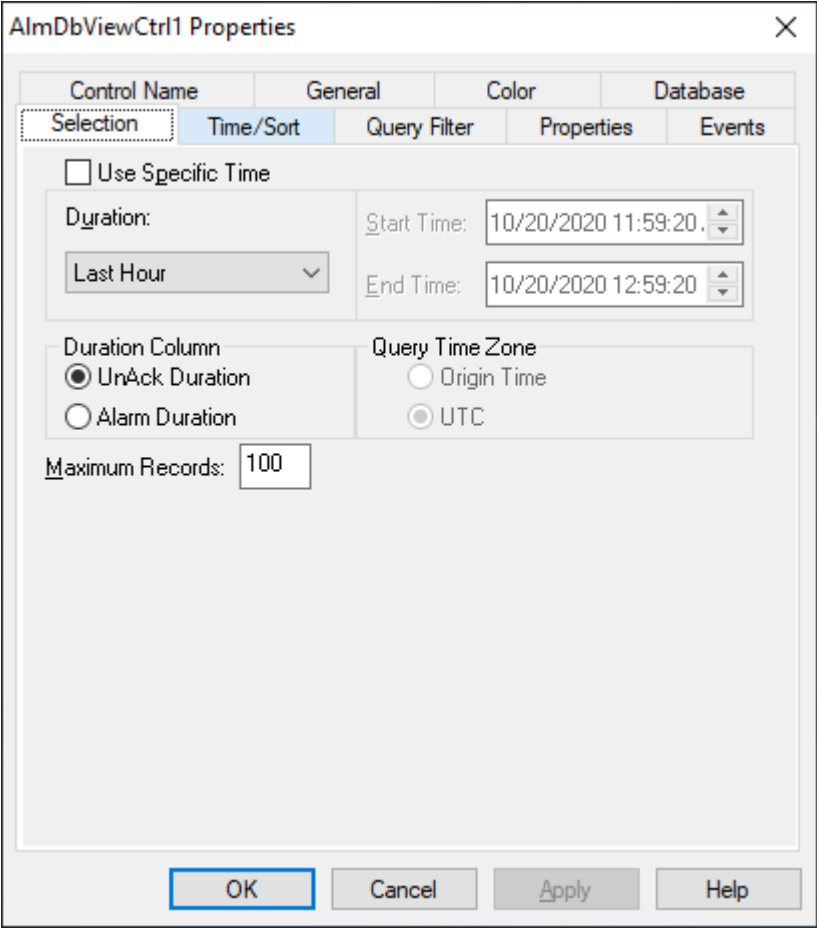 AlmDbViewCtrl1 Properties
Control Name General Color Database
Selection Time/Sort Query Filter Properties Events
Use Specific Time
Duration:
Last Hour
Start Time: 10/20/2020 11:59:20
End Time: 10/20/2020 12:59:20
Duration Column
UnAck Duration
Alarm Duration
Query Time Zone
Origin Time
UTC
Maximum Records: 100
OK Cancel Apply Help